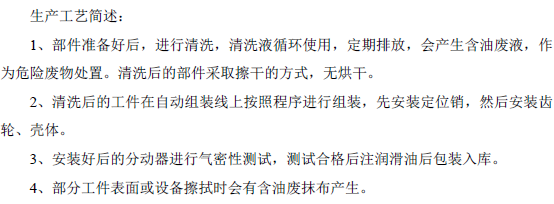 生产工艺简述：
1、部件准备好后，进行清洗，清洗液循环使用，定期排放，会产生含油废液，作
为危险废物处置。清洗后的部件采取擦干的方式，无烘干。
2、清洗后的工件在自动组装线上按照程序进行组装，先安装定位销，然后安装齿
轮、壳体。
3、安装好后的分动器进行气密性测试，测试合格后注润滑油后包装入库。
4、部分工件表面或设备擦拭时会有含油废抹布产生。